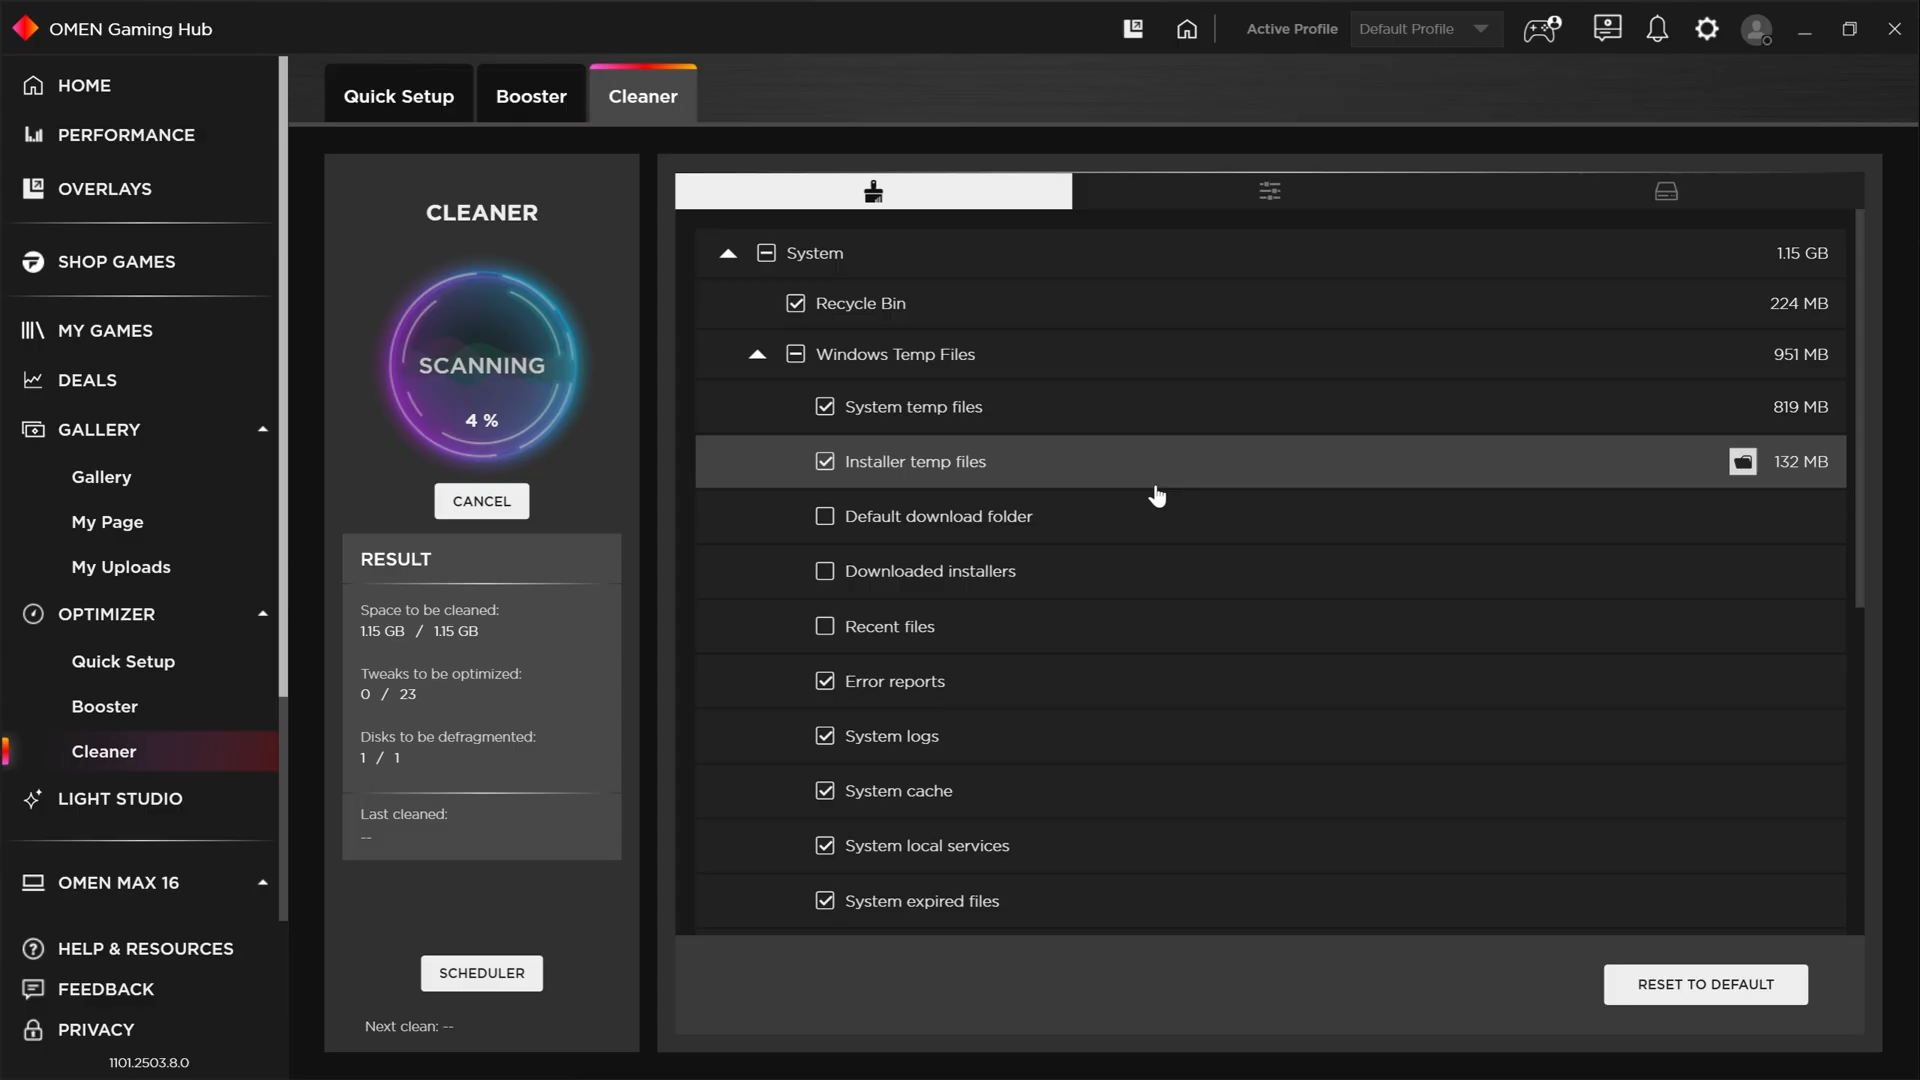 OMEN Gaming Hub
Active Profile
Default Profile
HOME
PERFORMANCE
OVERLAYS
SHOP GAMES
MY GAMES
DEALS
GALLERY
Gallery
My Page
My Uploads
OPTIMIZER
Quick Setup
Booster
Cleaner
LIGHT STUDIO
OMEN MAX 16
HELP & RESOURCES
FEEDBACK
PRIVACY
1101.2503.8.0
Quick Setup
Booster
Cleaner
CLEANER
SCANNING
4 %
CANCEL
RESULT
Space to be cleaned:
1.15 GB / 1.15 GB
Tweaks to be optimized:
0 / 23
Disks to be defragmented:
1 / 1
Last cleaned:
--
SCHEDULER
Next clean: --
System 1.15 GB
Recycle Bin 224 MB
Windows Temp Files 951 MB
System temp files 819 MB
Installer temp files 132 MB
Default download folder
Downloaded installers
Recent files
Error reports
System logs
System cache
System local services
System expired files
RESET TO DEFAULT